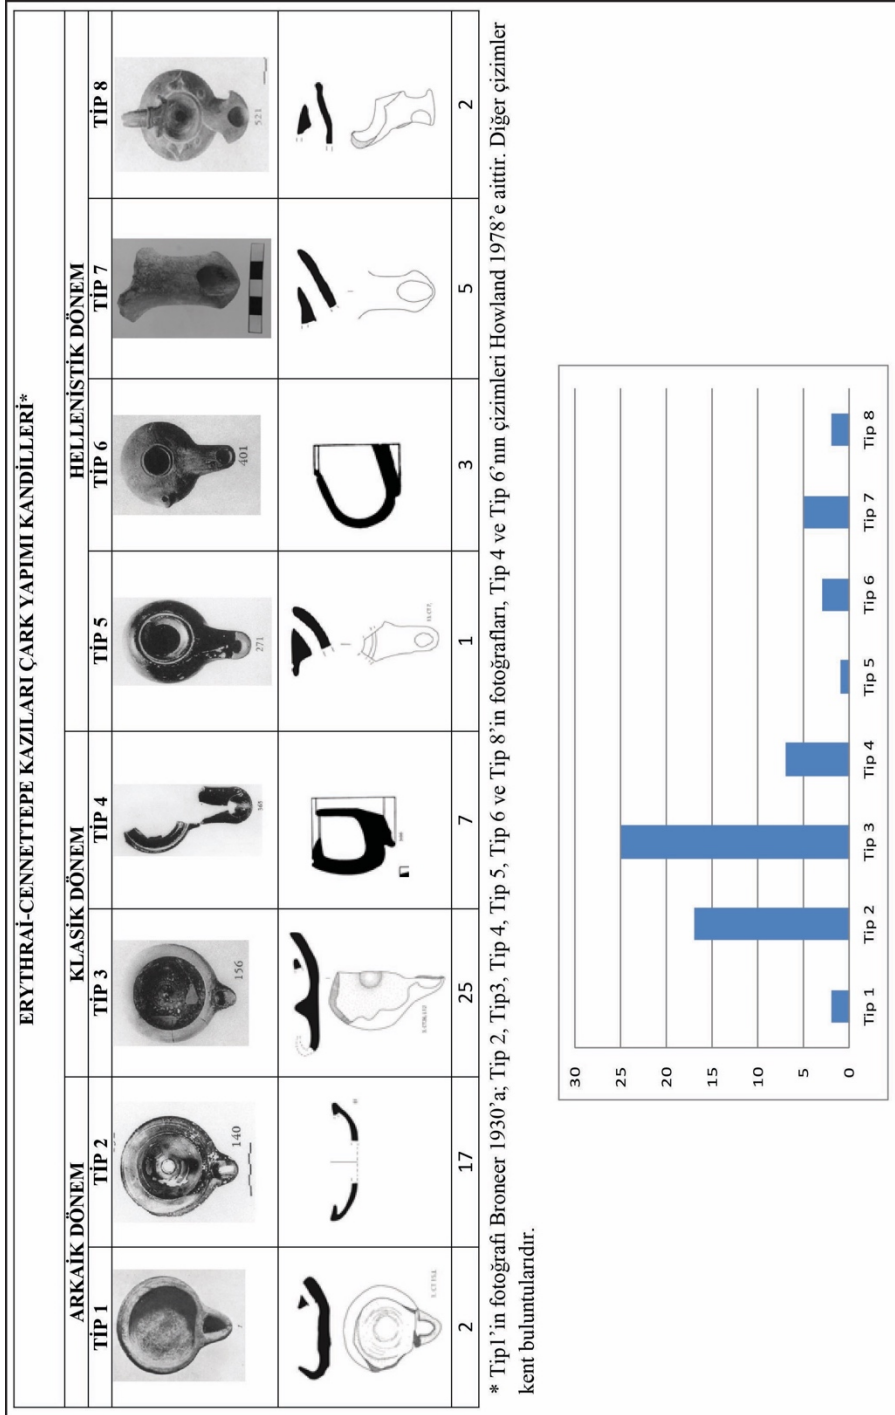 ERYTHRAİ-CENNETTEPE KAZILARI ÇARK YAPIMI KANDİLLERİ*
ARKAİK DÖNEM KLASİK DÖNEM HELLENİSTİK DÖNEM
TİP 1 TİP 2 TİP 3 TİP 4 TİP 5 TİP 6 TİP 7 TİP 8
140 156 271 401 521
2 17 25 7 1 3 5 2
* Tip1'in fotoğrafı Broneer 1930'a; Tip 2, Tip3, Tip 4, Tip 5, Tip 6 ve Tip 8'in fotoğrafları, Tip 4 ve Tip 6'nın çizimleri Howland 1978'e aittir. Diğer çizimler
kent buluntularıdır.
30
25
20
15
10
5
0
Tip 1 Tip 2 Tip 3 Tip 4 Tip 5 Tip 6 Tip 7 Tip 8